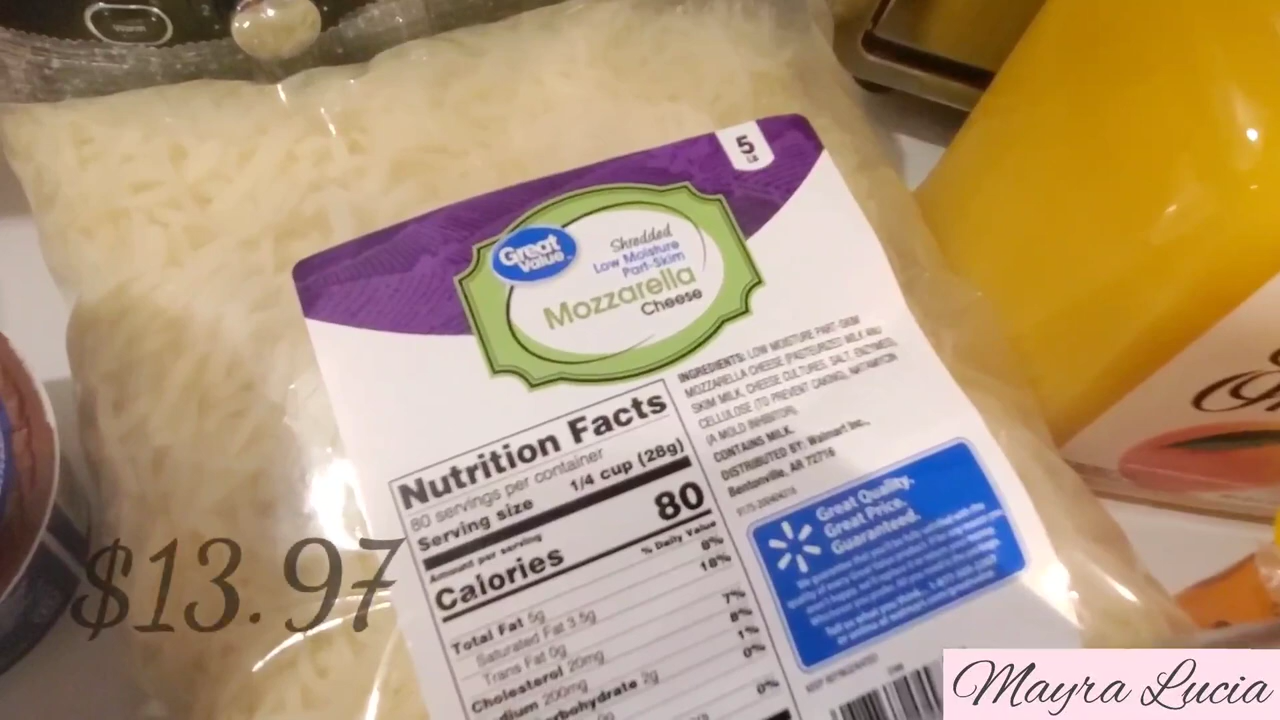 Warm
5
LB
Great
Value
Shredded
Low Moisture
Part-Skim
Mozzarella
Cheese
Nutrition Facts
80 servings per container
Serving size 1/4 cup (28g)
Amount per serving
Calories 80
% Daily Value
Total Fat 5g 6%
Saturated Fat 3.5g 18%
Trans Fat 0g
Cholesterol 20mg 7%
200mg
2g
0%
INGREDIENTS: LOW MOISTURE PART-SKIM
MOZZARELLA CHEESE (PASTEURIZED MILK AND
SKIM MILK, CHEESE CULTURES, SALT, ENZYMES),
CELLULOSE (TO PREVENT CAKING), NATAMYCIN
(A MOLD INHIBITOR).
CONTAINS MILK.
DISTRIBUTED BY: Walmart Inc.,
Bentonville, AR 72716
Great Quality.
Great Price.
Guaranteed.
$13.97
Mayra Lucia